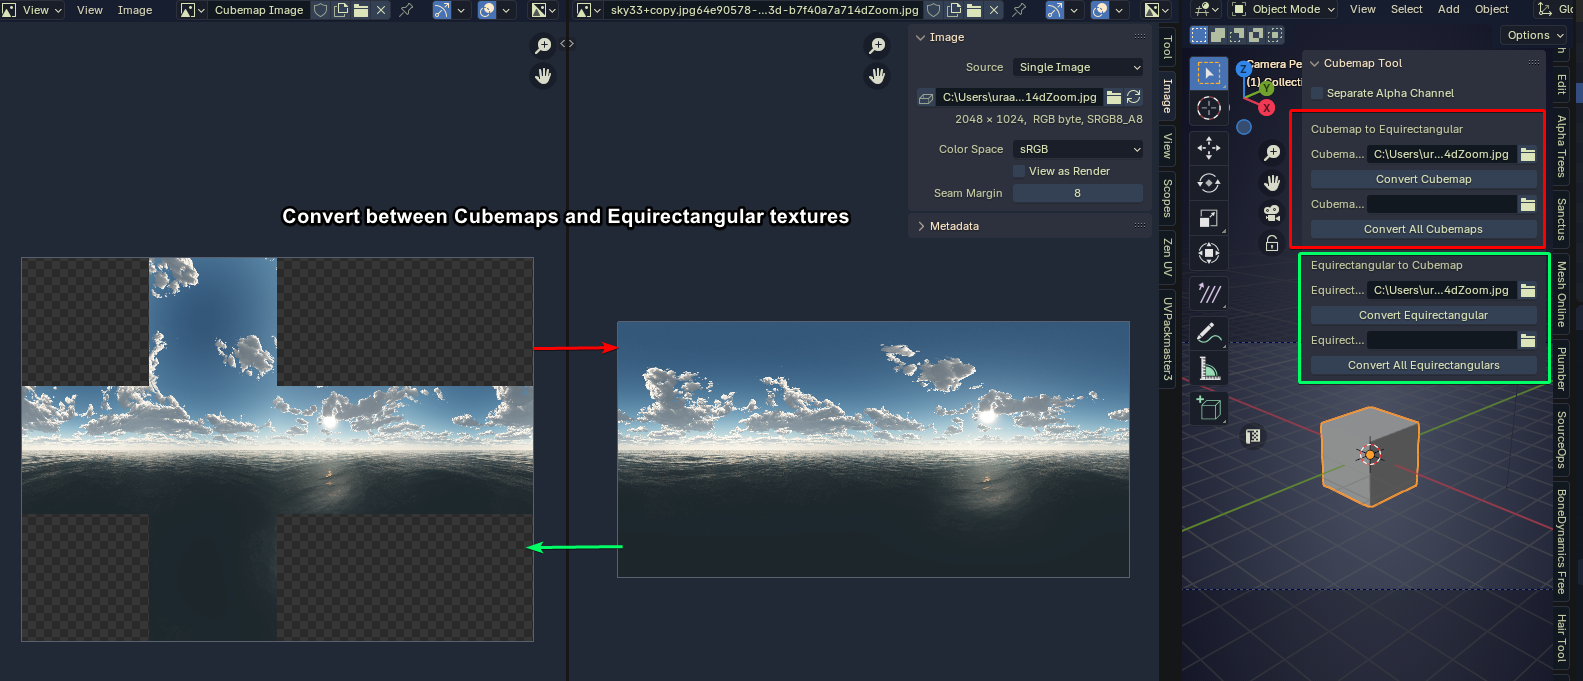 View
View
Image
Cubemap Image
sky33+copy.jpg64e90578-...3d-b7f40a7a714dZoom.jpg
Object Mode
View
Select
Add
Object
Options
Image
Source
Single Image
C:\Users\uraa...14dZoom.jpg
2048 × 1024, RGB byte, SRGB8_A8
Color Space
sRGB
View as Render
Seam Margin
8
Metadata
Tool
Image
View
Scopes
Zen UV
UVPackmaster3
Convert between Cubemaps and Equirectangular textures
Z
Y
X
Cubemap Tool
Separate Alpha Channel
Cubemap to Equirectangular
Cubema...
C:\Users\ur...4dZoom.jpg
Convert Cubemap
Cubema...
Convert All Cubemaps
Equirectangular to Cubemap
Equirect...
C:\Users\ur...4dZoom.jpg
Convert Equirectangular
Equirect...
Convert All Equirectangulars
Edit
Alpha Trees
Sanctus
Mesh Online
Plumber
SourceOps
BoneDynamics Free
Hair Tool